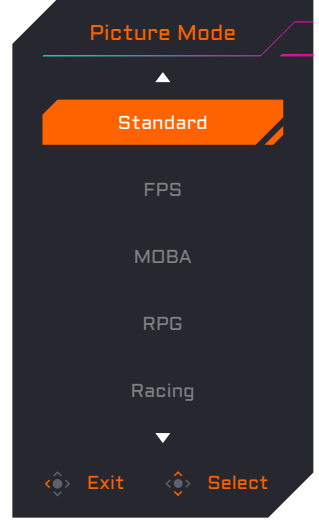 Picture Mode
Standard
FPS
MOBA
RPG
Racing
Exit Select